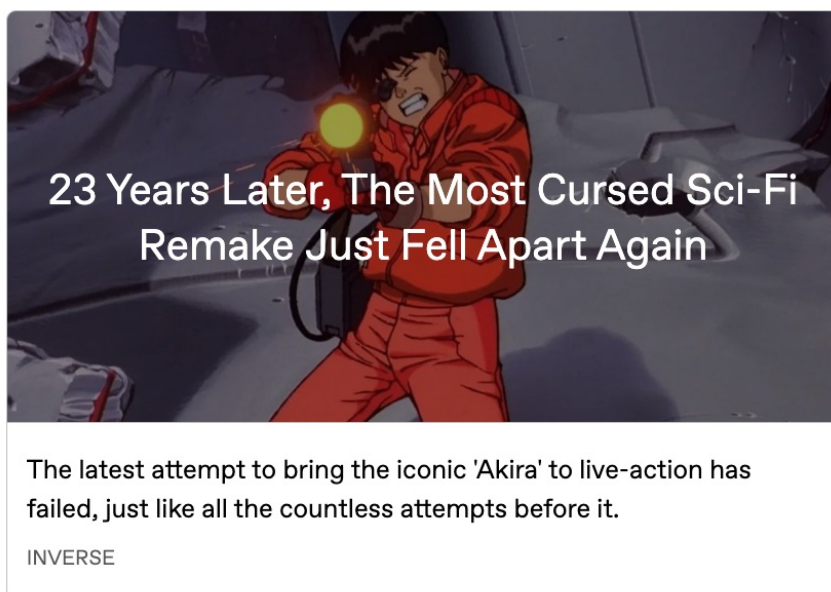 23 Years Later, The Most Cursed Sci-Fi
Remake Just Fell Apart Again
The latest attempt to bring the iconic 'Akira' to live-action has
failed, just like all the countless attempts before it.
INVERSE